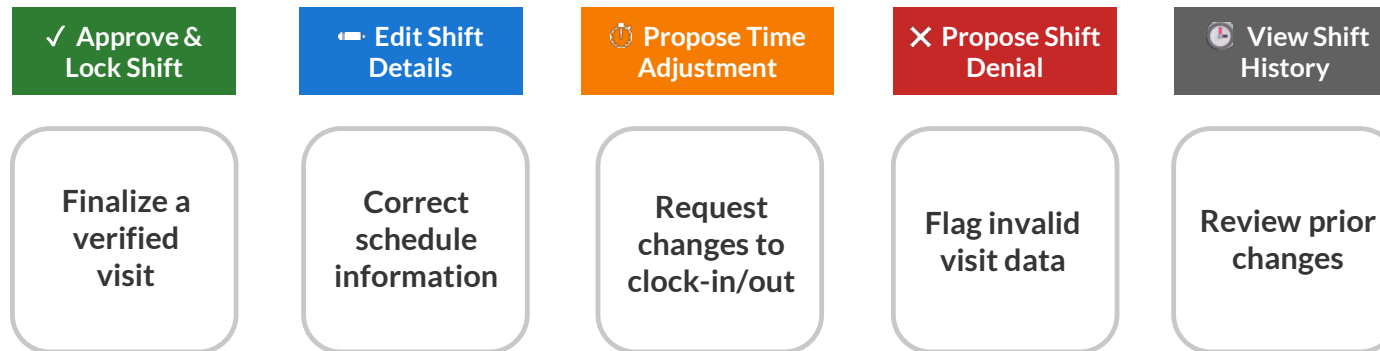 ✓ Approve &
Lock Shift
Edit Shift
Details
Propose Time
Adjustment
✕ Propose Shift
Denial
View Shift
History
Finalize a
verified
visit
Correct
schedule
information
Request
changes to
clock-in/out
Flag invalid
visit data
Review prior
changes